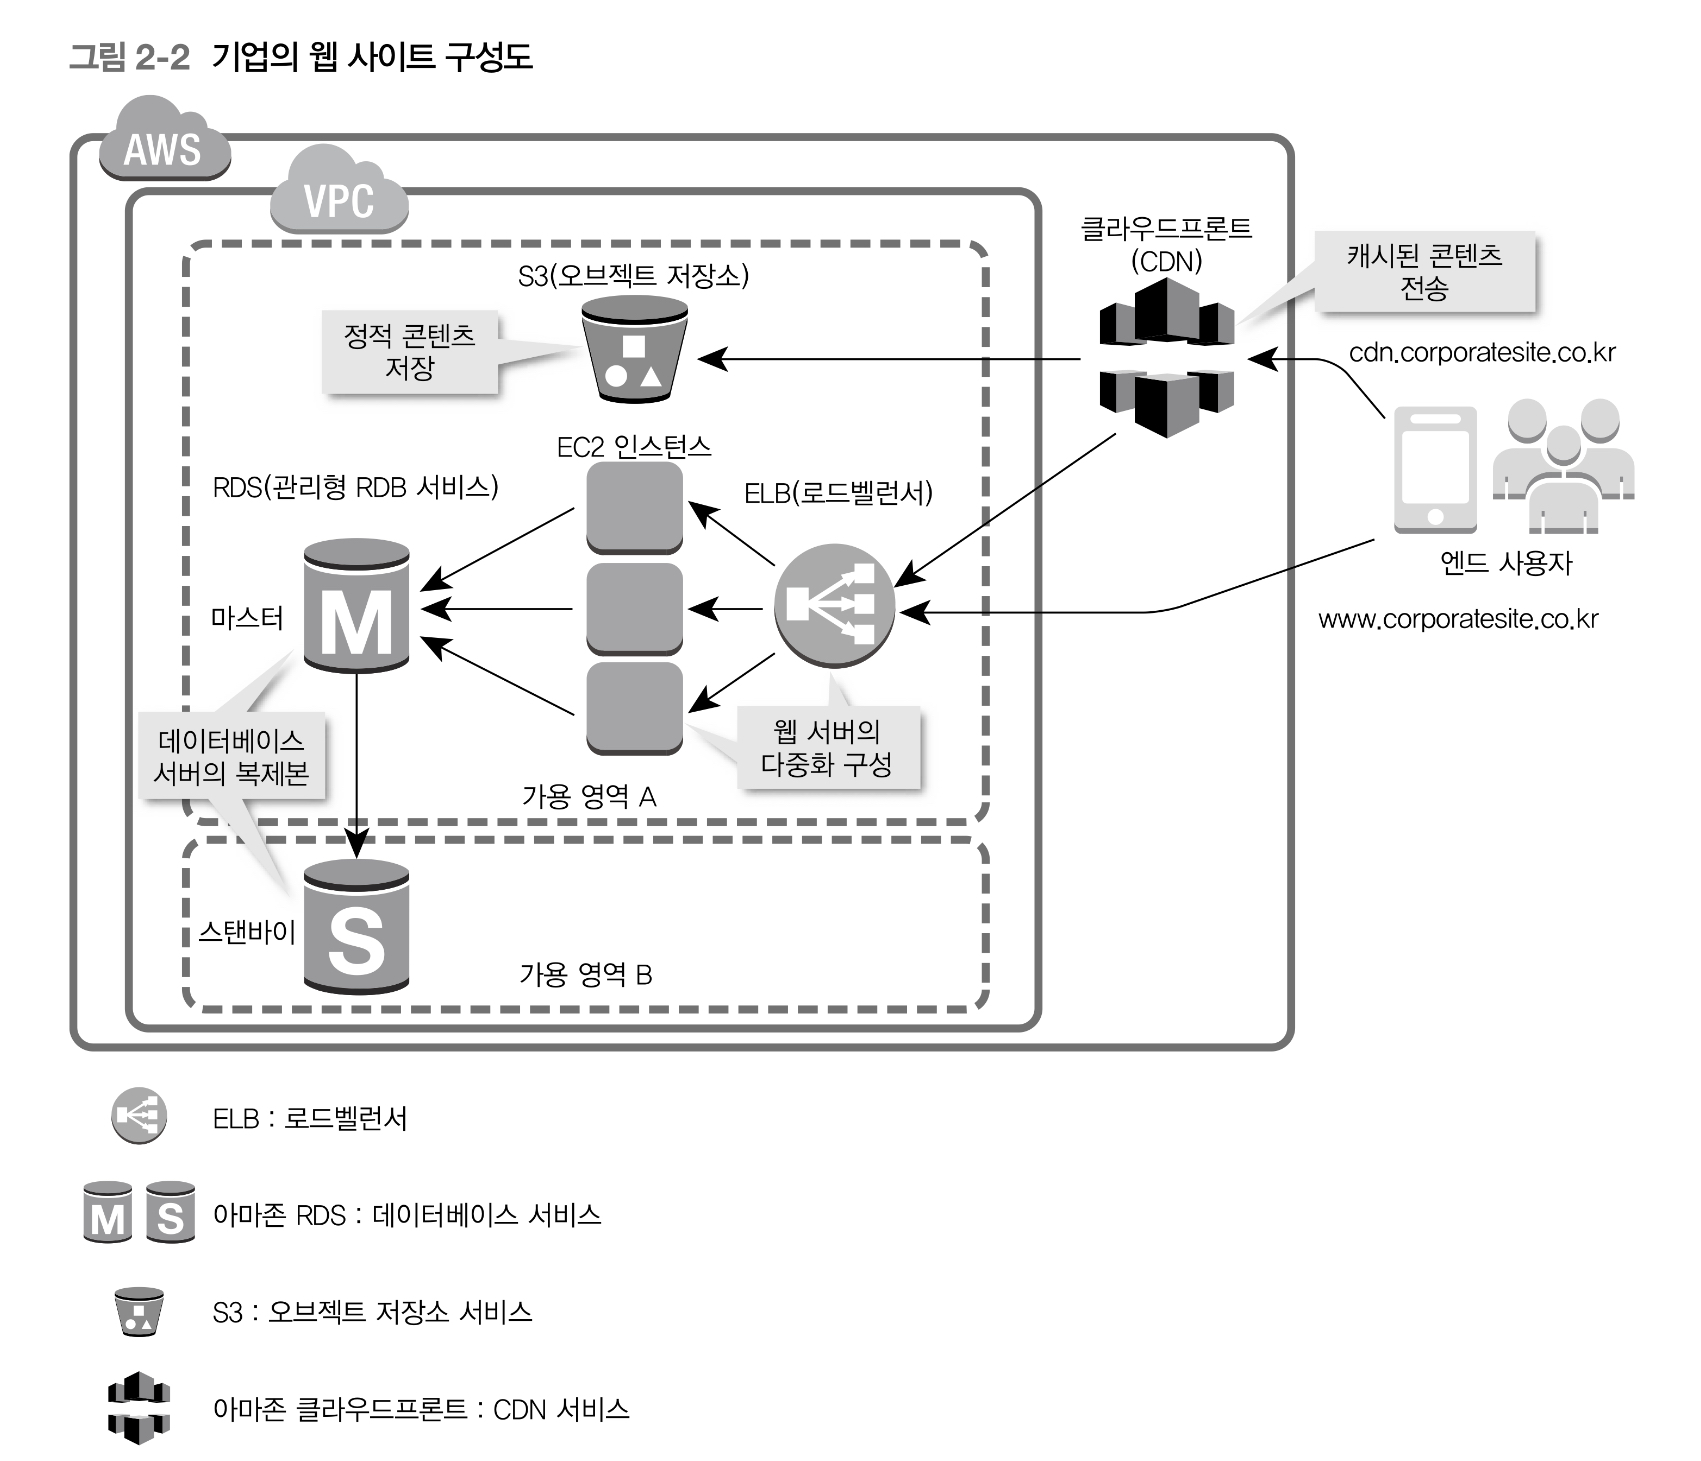 그림 2-2 기업의 웹 사이트 구성도
AWS
VPC
클라우드프론트
(CDN)
캐시된 콘텐츠
전송
S3(오브젝트 저장소)
정적 콘텐츠
저장
cdn.corporatesite.co.kr
EC2 인스턴스
RDS(관리형 RDB 서비스)
ELB(로드벨런서)
엔드 사용자
마스터
M
www.corporatesite.co.kr
데이터베이스
서버의 복제본
웹 서버의
다중화 구성
가용 영역 A
스탠바이
S
가용 영역 B
ELB : 로드벨런서
M S 아마존 RDS : 데이터베이스 서비스
S3 : 오브젝트 저장소 서비스
아마존 클라우드프론트 : CDN 서비스